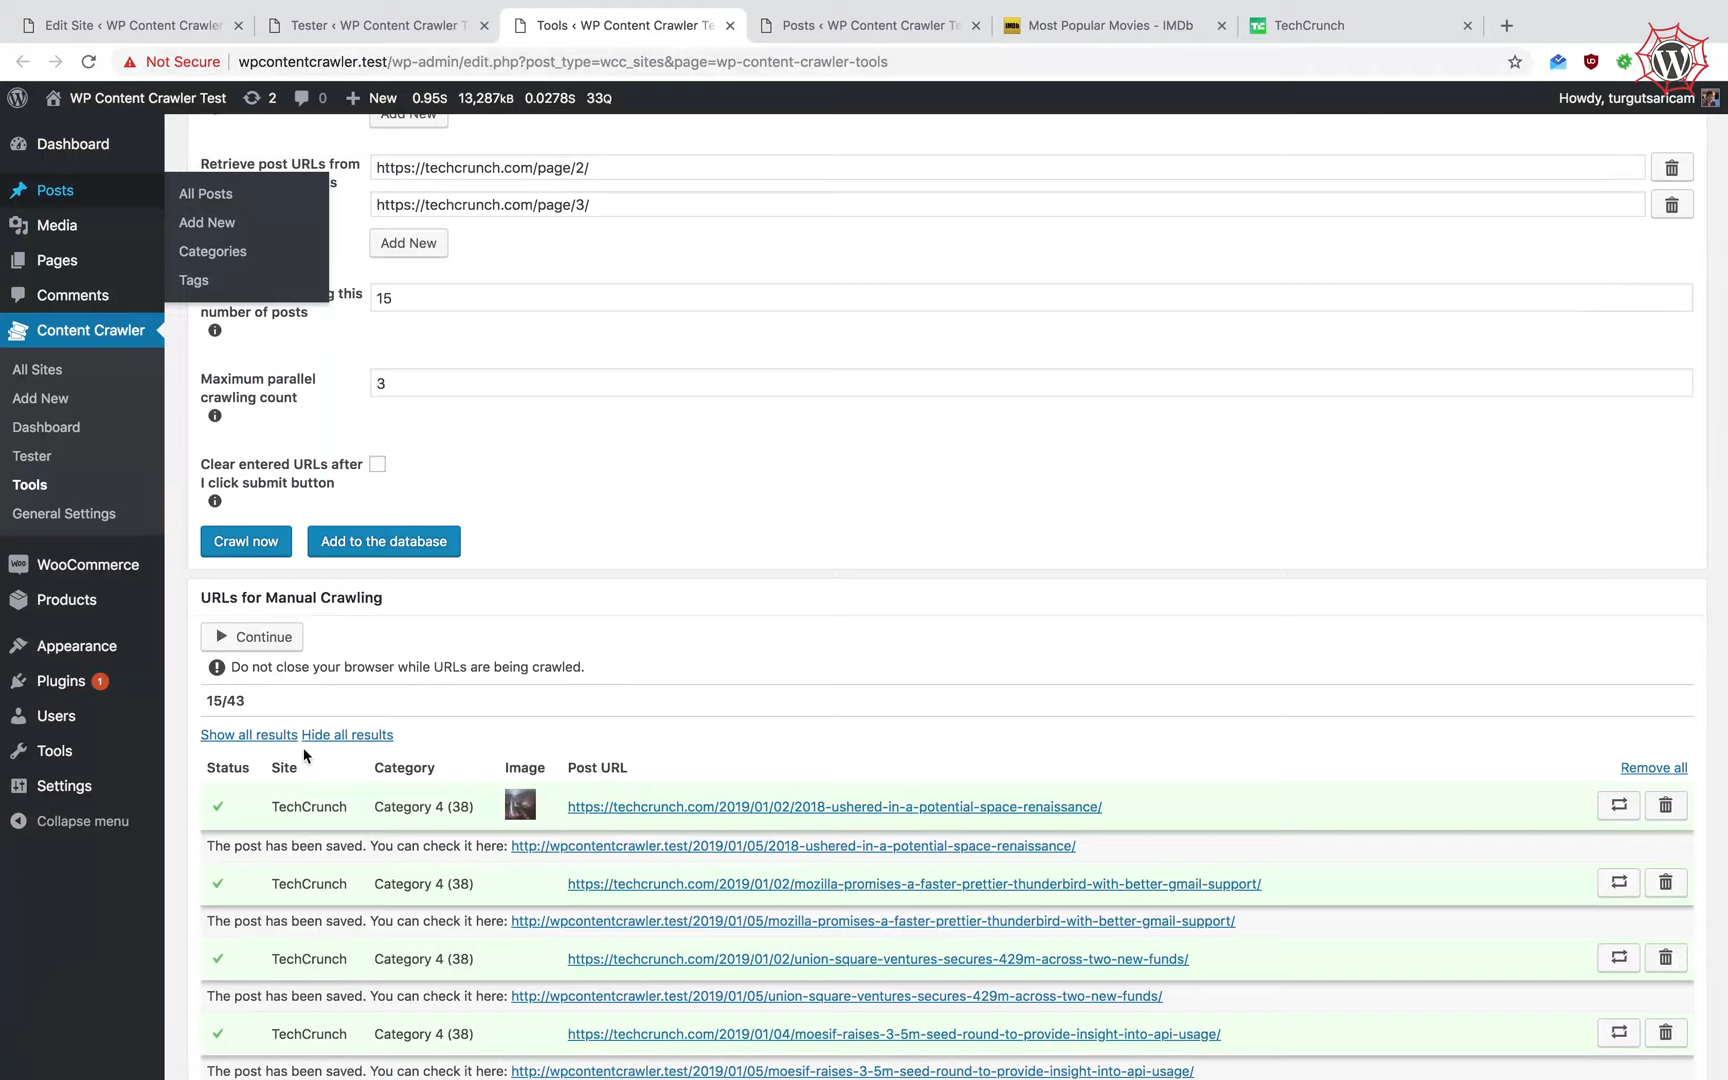 Edit Site ‹ WP Content Crawler
Tester ‹ WP Content Crawler T
Tools ‹ WP Content Crawler Te
Posts ‹ WP Content Crawler Te
Most Popular Movies - IMDb
TechCrunch
Not Secure
wpcontentcrawler.test/wp-admin/edit.php?post_type=wcc_sites&page=wp-content-crawler-tools
WP Content Crawler Test
2
0
New
0.95s 13,287kB 0.0278s 33Q
Howdy, turgutsaricam
Dashboard
Posts
Media
Pages
Comments
Content Crawler
All Sites
Add New
Dashboard
Tester
Tools
General Settings
WooCommerce
Products
Appearance
Plugins 1
Users
Tools
Settings
Collapse menu
All Posts
Add New
Categories
Tags
Add New
Retrieve post URLs from
s
https://techcrunch.com/page/2/
https://techcrunch.com/page/3/
Add New
g this
number of posts
15
Maximum parallel
crawling count
3
Clear entered URLs after
I click submit button
Crawl now
Add to the database
URLs for Manual Crawling
Continue
Do not close your browser while URLs are being crawled.
15/43
Show all results Hide all results
Status Site Category Image Post URL Remove all
TechCrunch Category 4 (38) https://techcrunch.com/2019/01/02/2018-ushered-in-a-potential-space-renaissance/
The post has been saved. You can check it here: http://wpcontentcrawler.test/2019/01/05/2018-ushered-in-a-potential-space-renaissance/
TechCrunch Category 4 (38) https://techcrunch.com/2019/01/02/mozilla-promises-a-faster-prettier-thunderbird-with-better-gmail-support/
The post has been saved. You can check it here: http://wpcontentcrawler.test/2019/01/05/mozilla-promises-a-faster-prettier-thunderbird-with-better-gmail-support/
TechCrunch Category 4 (38) https://techcrunch.com/2019/01/02/union-square-ventures-secures-429m-across-two-new-funds/
The post has been saved. You can check it here: http://wpcontentcrawler.test/2019/01/05/union-square-ventures-secures-429m-across-two-new-funds/
TechCrunch Category 4 (38) https://techcrunch.com/2019/01/04/moesif-raises-3-5m-seed-round-to-provide-insight-into-api-usage/
The post has been saved. You can check it here: http://wpcontentcrawler.test/2019/01/05/moesif-raises-3-5m-seed-round-to-provide-insight-into-api-usage/